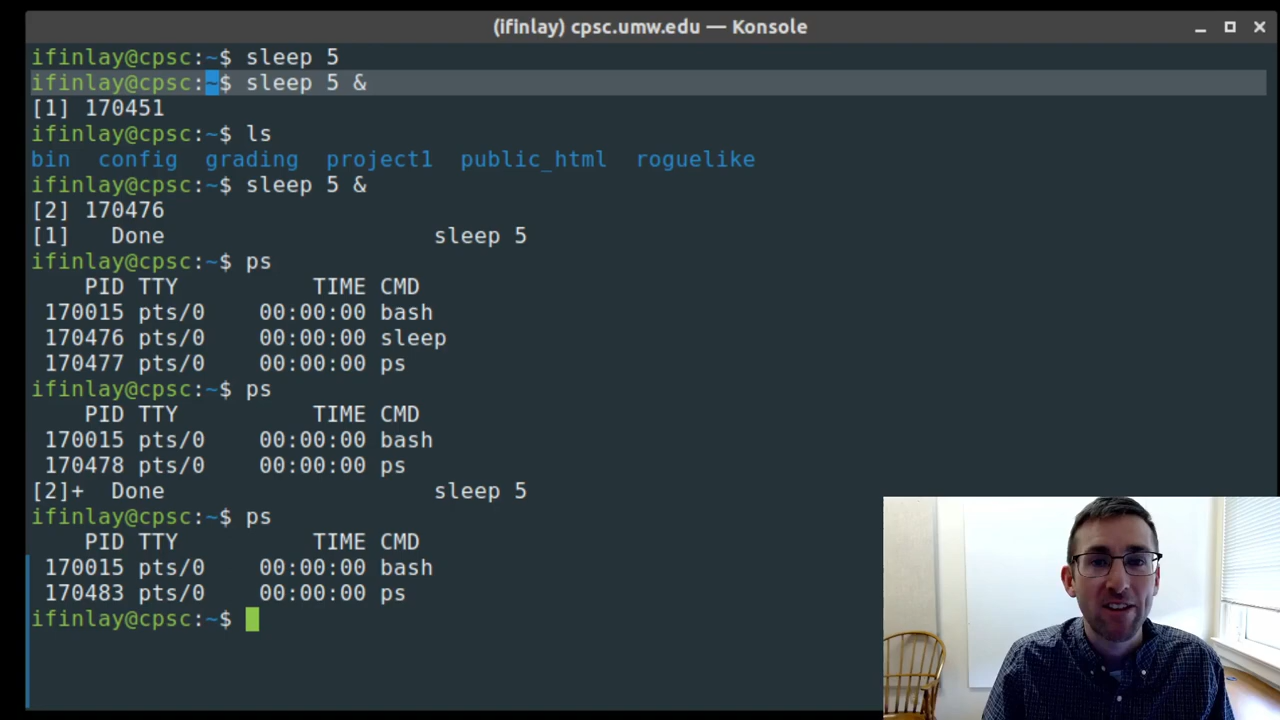 (ifinlay) cpsc.umw.edu — Konsole
ifinlay@cpsc:~$ sleep 5
ifinlay@cpsc:~$ sleep 5 &
[1] 170451
ifinlay@cpsc:~$ ls
bin  config  grading  project1  public_html  roguelike
ifinlay@cpsc:~$ sleep 5 &
[2] 170476
[1]   Done                    sleep 5
ifinlay@cpsc:~$ ps
    PID TTY          TIME CMD
 170015 pts/0    00:00:00 bash
 170476 pts/0    00:00:00 sleep
 170477 pts/0    00:00:00 ps
ifinlay@cpsc:~$ ps
    PID TTY          TIME CMD
 170015 pts/0    00:00:00 bash
 170478 pts/0    00:00:00 ps
[2]+  Done                    sleep 5
ifinlay@cpsc:~$ ps
    PID TTY          TIME CMD
 170015 pts/0    00:00:00 bash
 170483 pts/0    00:00:00 ps
ifinlay@cpsc:~$